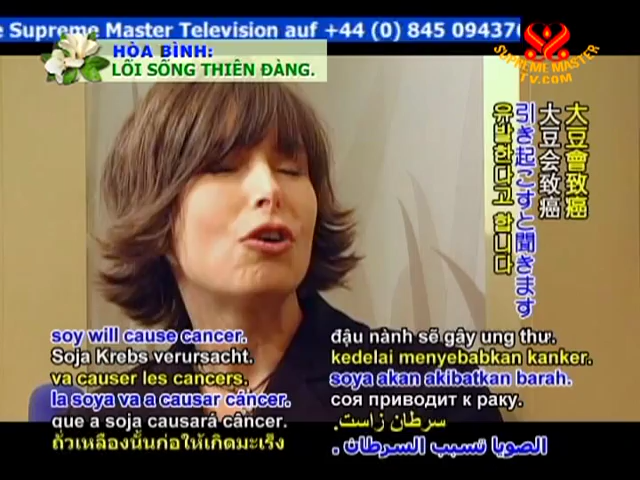 e Supreme Master Television auf +44 (0) 845 09437
HÒA BÌNH:
LỐI SỐNG THIÊN ĐÀNG.
SUPREME MASTER
TV.COM
大豆會致癌
大豆会致癌
引き起こすと聞きます
유발한다고 합니다
soy will cause cancer.
Soja Krebs verursacht.
va causer les cancers.
la soya va a causar cáncer.
que a soja causará câncer.
ถั่วเหลืองนั้นก่อให้เกิดมะเร็ง
đậu nành sẽ gây ung thư.
kedelai menyebabkan kanker.
soya akan akibatkan barah.
соя приводит к раку.
سرطان زاست.
الصويا تسبب السرطان .